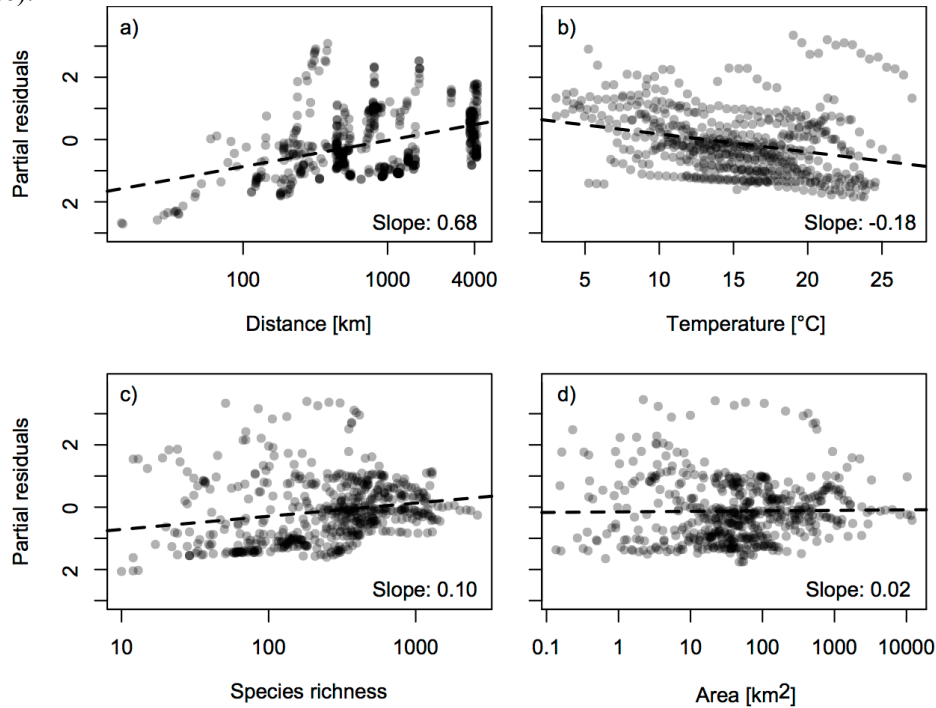 a)
Partial residuals
2
0
2
Slope: 0.68
100 1000 4000
Distance [km]
b)
Slope: -0.18
5 10 15 20 25
Temperature [°C]
c)
Partial residuals
2
0
2
Slope: 0.10
10 100 1000
Species richness
d)
Slope: 0.02
0.1 1 10 100 1000 10000
Area [km²]